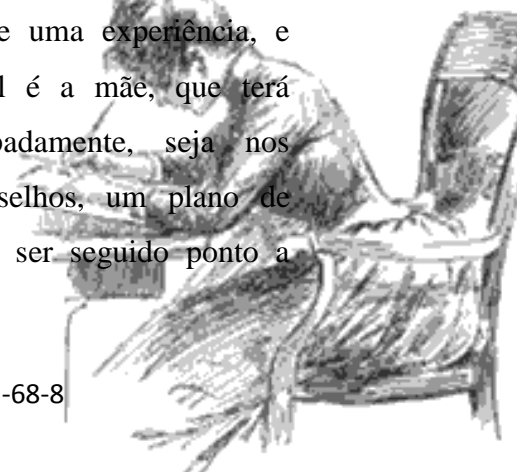 e uma experiência, e
l é a mãe, que terá
padamente, seja nos
selhos, um plano de
ser seguido ponto a
-68-8